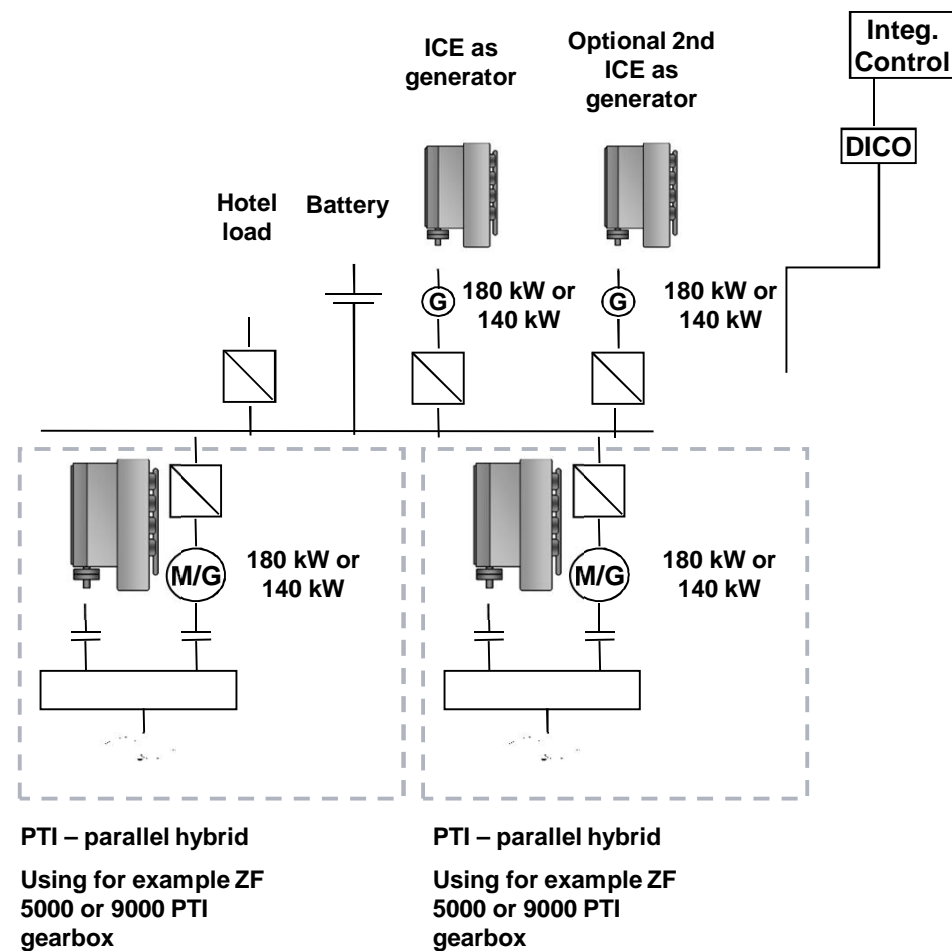 ICE as
generator
Optional 2nd
ICE as
generator
Integ.
Control
DICO
Hotel
load
Battery
G
180 kW or
140 kW
G
180 kW or
140 kW
M/G
180 kW or
140 kW
M/G
180 kW or
140 kW
PTI – parallel hybrid
Using for example ZF
5000 or 9000 PTI
gearbox
PTI – parallel hybrid
Using for example ZF
5000 or 9000 PTI
gearbox